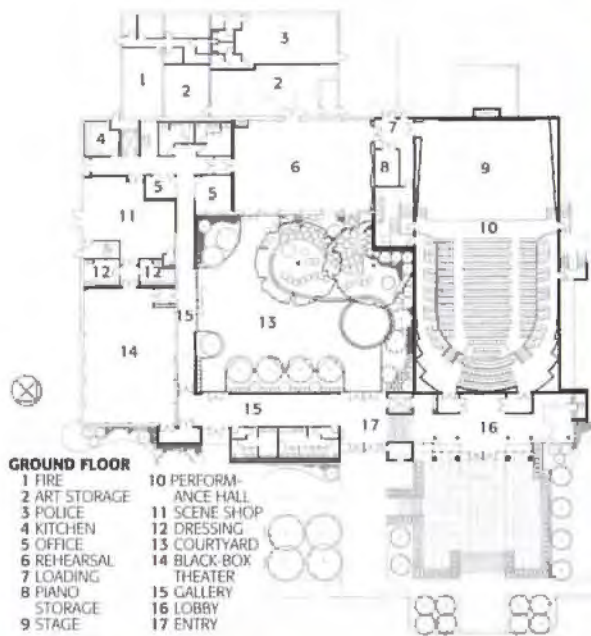 3
1
2
2
7
4
6
8
9
5
5
11
10
12
12
15
13
14
15
17
16
GROUND FLOOR
1 FIRE
2 ART STORAGE
3 POLICE
4 KITCHEN
5 OFFICE
6 REHEARSAL
7 LOADING
8 PIANO
STORAGE
9 STAGE
10 PERFORM-
ANCE HALL
11 SCENE SHOP
12 DRESSING
13 COURTYARD
14 BLACK-BOX
THEATER
15 GALLERY
16 LOBBY
17 ENTRY